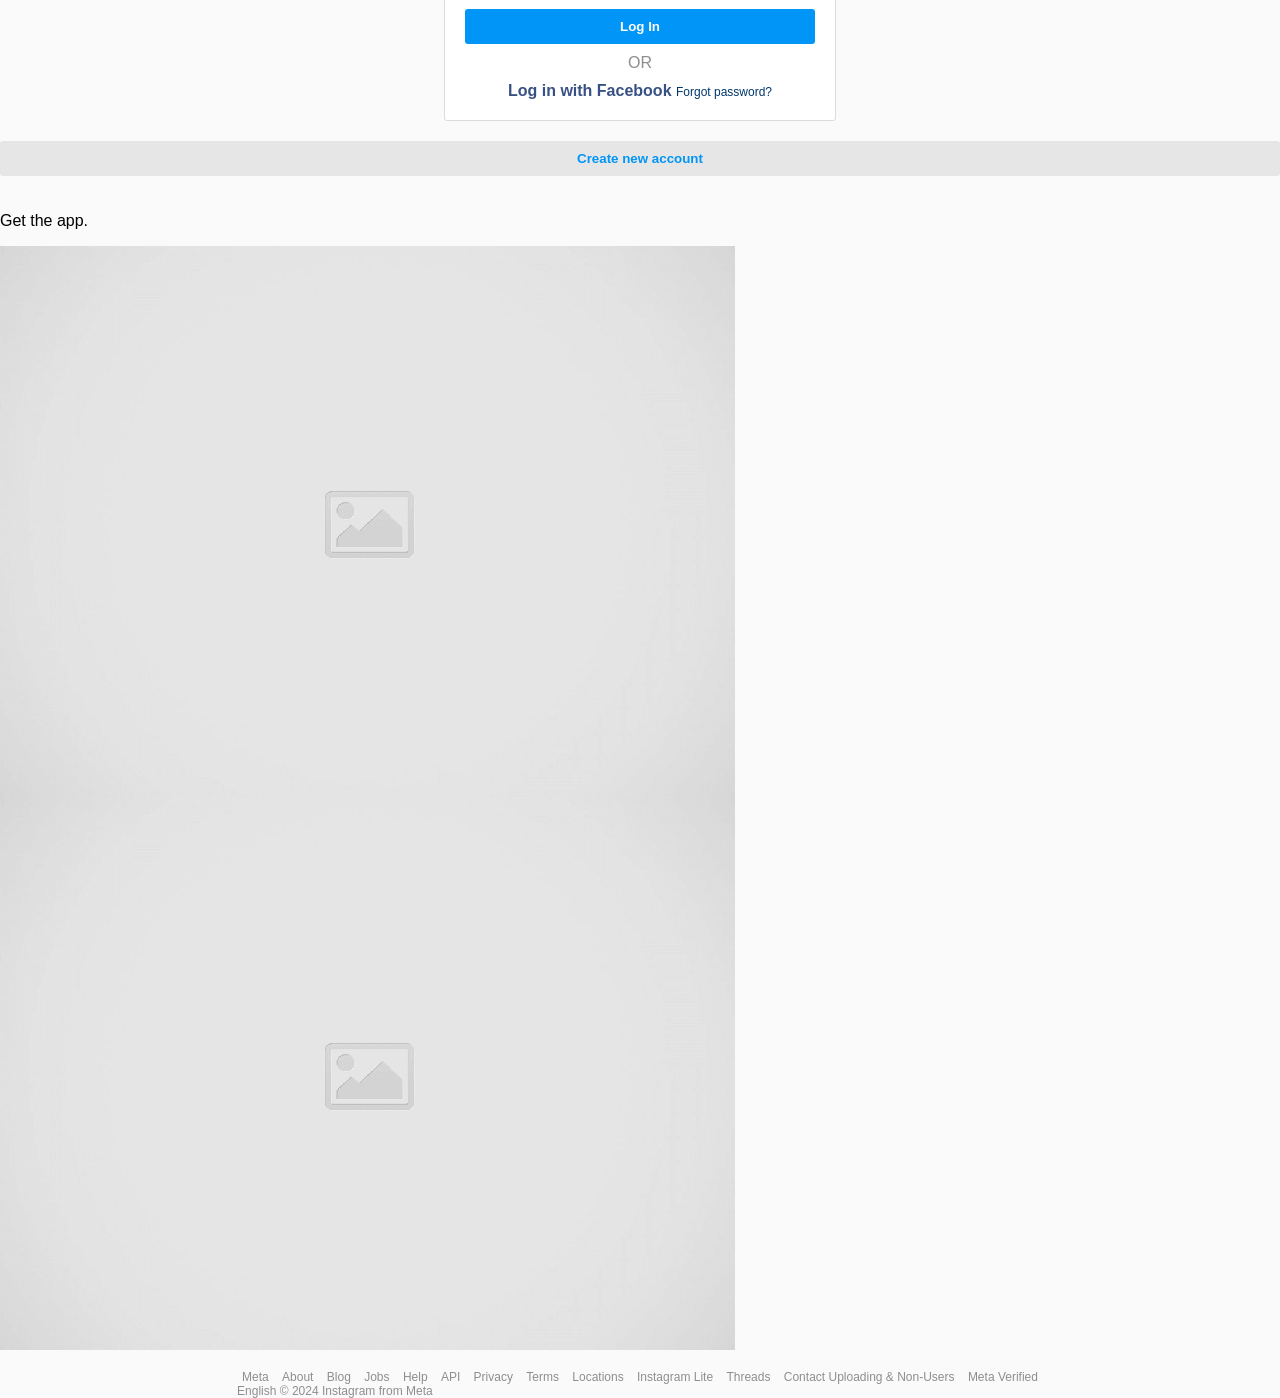 Log In
OR
Log in with Facebook Forgot password?
Create new account
Get the app.
Meta About Blog Jobs Help API Privacy Terms Locations Instagram Lite Threads Contact Uploading & Non-Users Meta Verified
English © 2024 Instagram from Meta